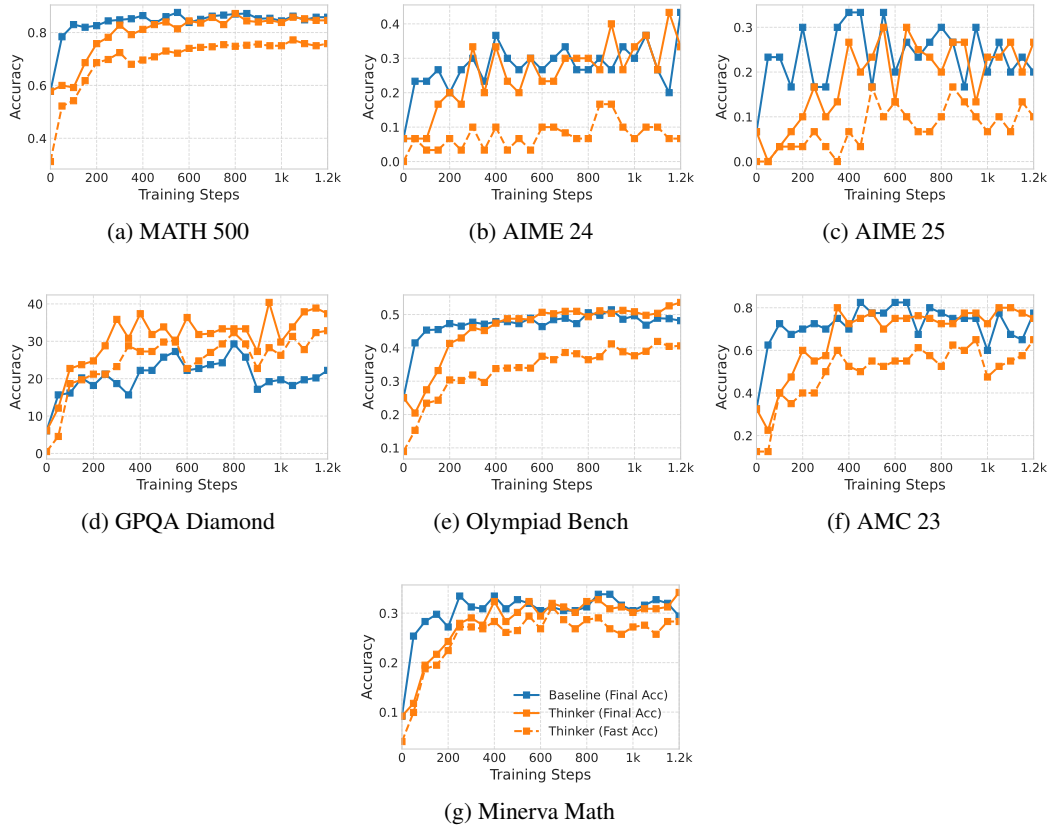 Accuracy
0.8
0.6
0.4
0 200 400 600 800 1k 1.2k
Training Steps
(a) MATH 500
Accuracy
0.4
0.3
0.2
0.1
0.0
0 200 400 600 800 1k 1.2k
Training Steps
(b) AIME 24
Accuracy
0.3
0.2
0.1
0.0
0 200 400 600 800 1k 1.2k
Training Steps
(c) AIME 25
Accuracy
40
30
20
10
0
0 200 400 600 800 1k 1.2k
Training Steps
(d) GPQA Diamond
Accuracy
0.5
0.4
0.3
0.2
0.1
0 200 400 600 800 1k 1.2k
Training Steps
(e) Olympiad Bench
Accuracy
0.8
0.6
0.4
0.2
0 200 400 600 800 1k 1.2k
Training Steps
(f) AMC 23
Accuracy
0.3
0.2
0.1
Baseline (Final Acc)
Thinker (Final Acc)
Thinker (Fast Acc)
0 200 400 600 800 1k 1.2k
Training Steps
(g) Minerva Math